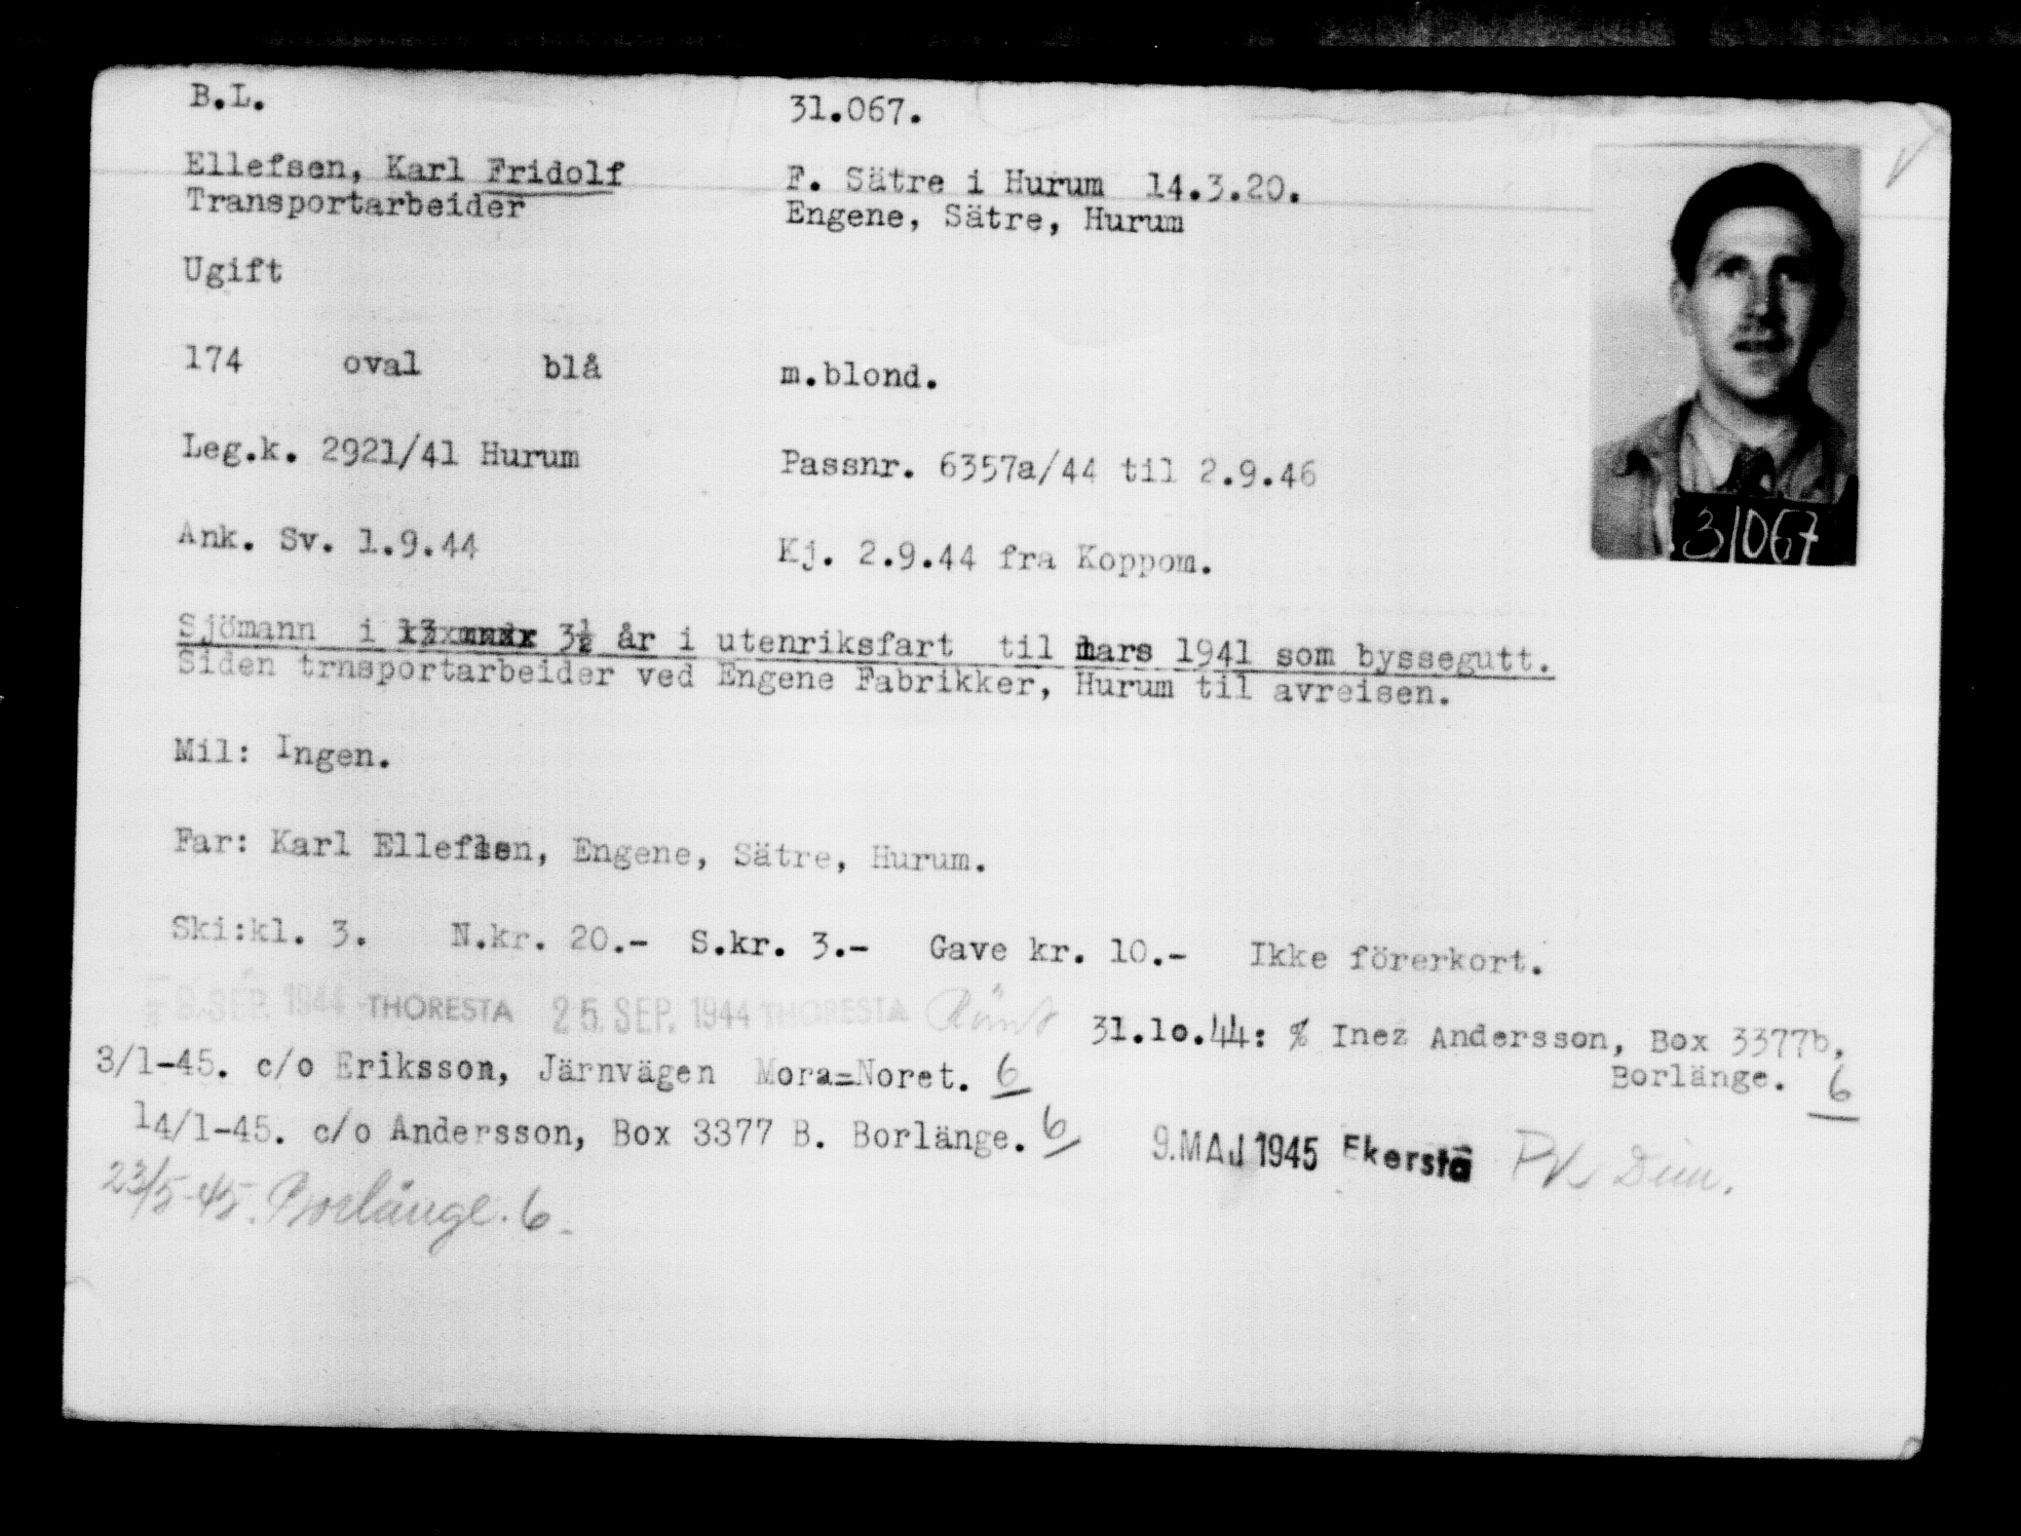 B.L. 31.067.
Ellefsen, Karl Fridolf F. Sätre i Hurum 14.3.20.
Transportarbeider Engene, Sätre, Hurum
Ugift
174 oval blå m.blond.
Leg.k. 2921/41 Hurum Passnr. 6357a/44 til 2.9.46
Ank. Sv. 1.9.44 Kj. 2.9.44 fra Koppom.
31067
Sjömann i 3½ år i utenriksfart til mars 1941 som byssegutt.
Siden trnsportarbeider ved Engene Fabrikker, Hurum til avreisen.
Mil: Ingen.
Far: Karl Ellefsen, Engene, Sätre, Hurum.
Ski:kl. 3. N.kr. 20.- S.kr. 3.- Gave kr. 10.- Ikke förerkort.
8.SEP. 1944 THORESTA 25.SEP. 1944 THORESTA
31.10.44: % Inez Andersson, Box 3377b,
Borlänge. 6
3/1-45. c/o Eriksson, Järnvägen Mora=Noret. 6
14/1-45. c/o Andersson, Box 3377 B. Borlänge. 6
9.MAJ 1945 Ekerstä
23/5-45. Borlänge. 6